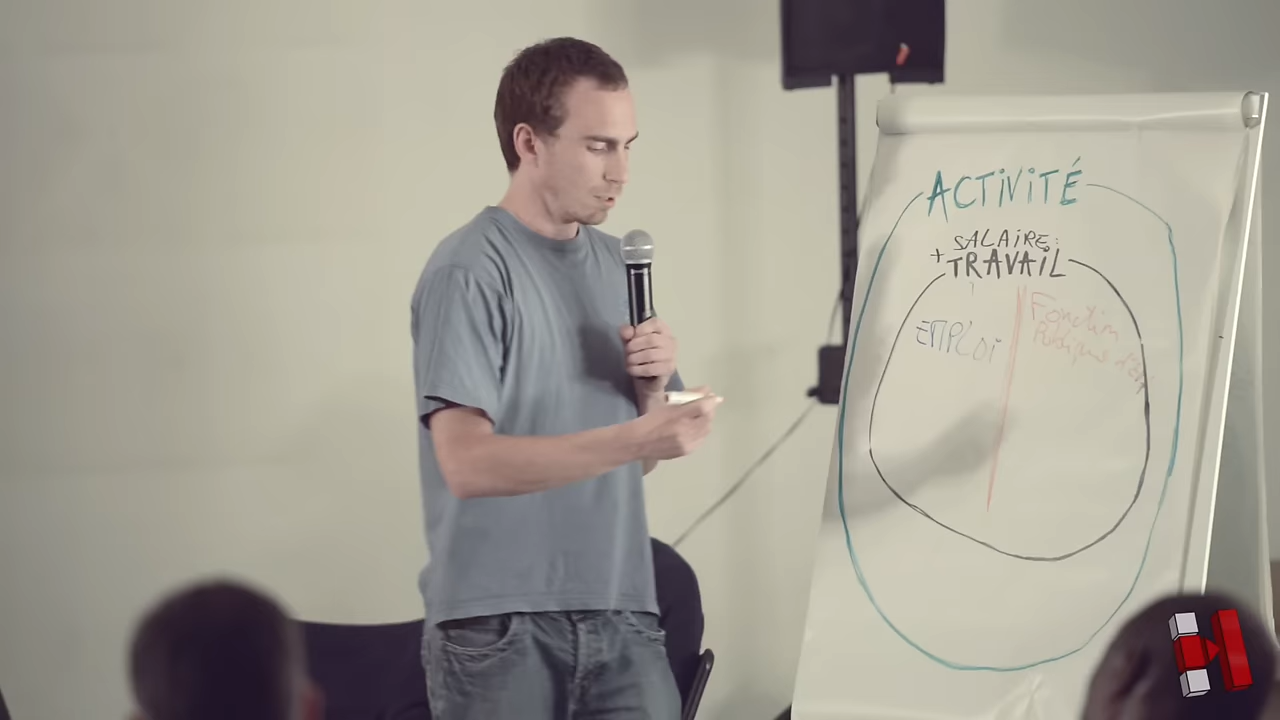 ACTiViTÉ
SALAiRE:
+ TRAVAiL
EMPLOi
Fonction
Publique d'État